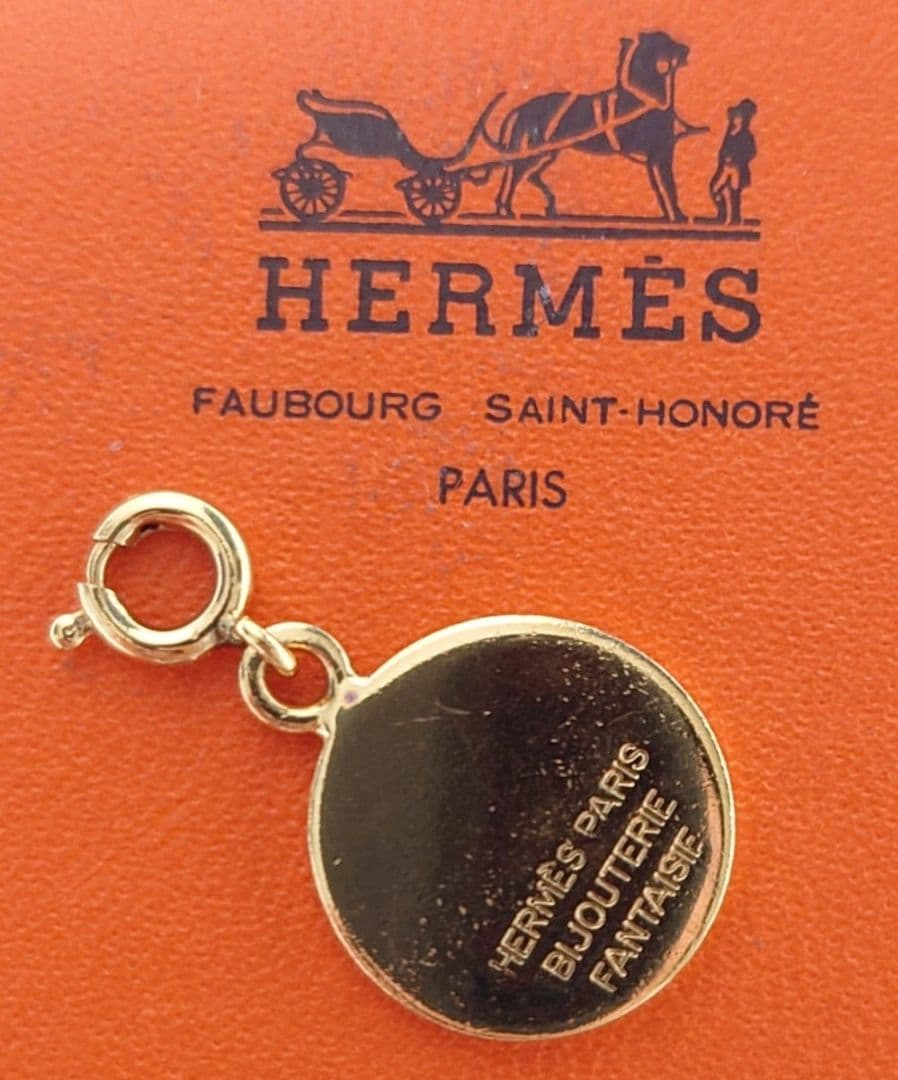 HERMÈS
FAUBOURG SAINT-HONORÉ
PARIS
HERMÈS PARIS
BIJOUTERIE
FANTAISIE